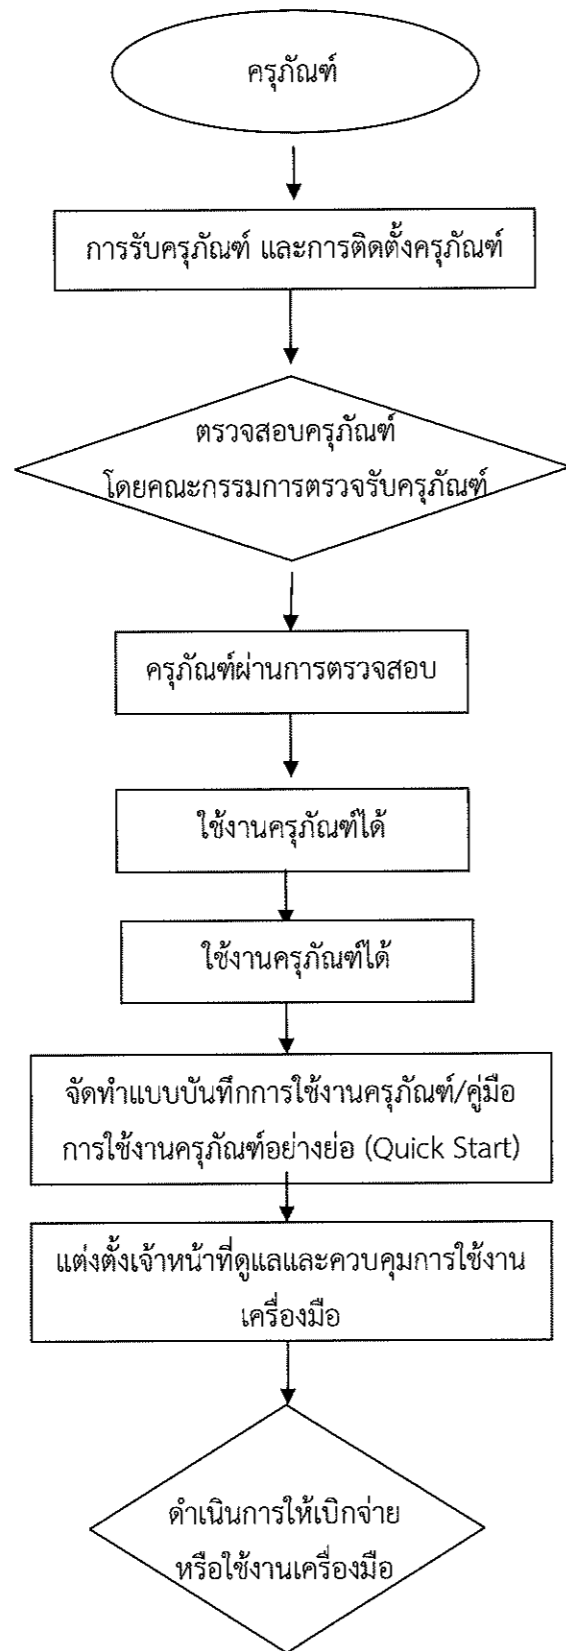 ครุภัณฑ์
การรับครุภัณฑ์ และการติดตั้งครุภัณฑ์
ตรวจสอบครุภัณฑ์
โดยคณะกรรมการตรวจรับครุภัณฑ์
ครุภัณฑ์ผ่านการตรวจสอบ
ใช้งานครุภัณฑ์ได้
ใช้งานครุภัณฑ์ได้
จัดทำแบบบันทึกการใช้งานครุภัณฑ์/คู่มือ
การใช้งานครุภัณฑ์อย่างย่อ (Quick Start)
แต่งตั้งเจ้าหน้าที่ดูแลและควบคุมการใช้งาน
เครื่องมือ
ดำเนินการให้เบิกจ่าย
หรือใช้งานเครื่องมือ